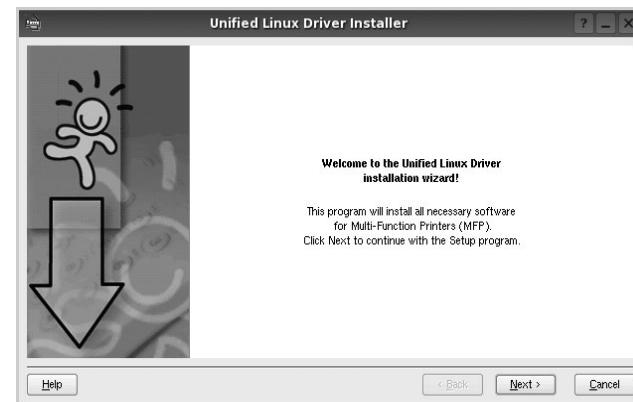 Unified Linux Driver Installer
? _ X
Welcome to the Unified Linux Driver
installation wizard!
This program will install all necessary software
for Multi-Function Printers (MFP).
Click Next to continue with the Setup program.
Help
< Back
Next >
Cancel